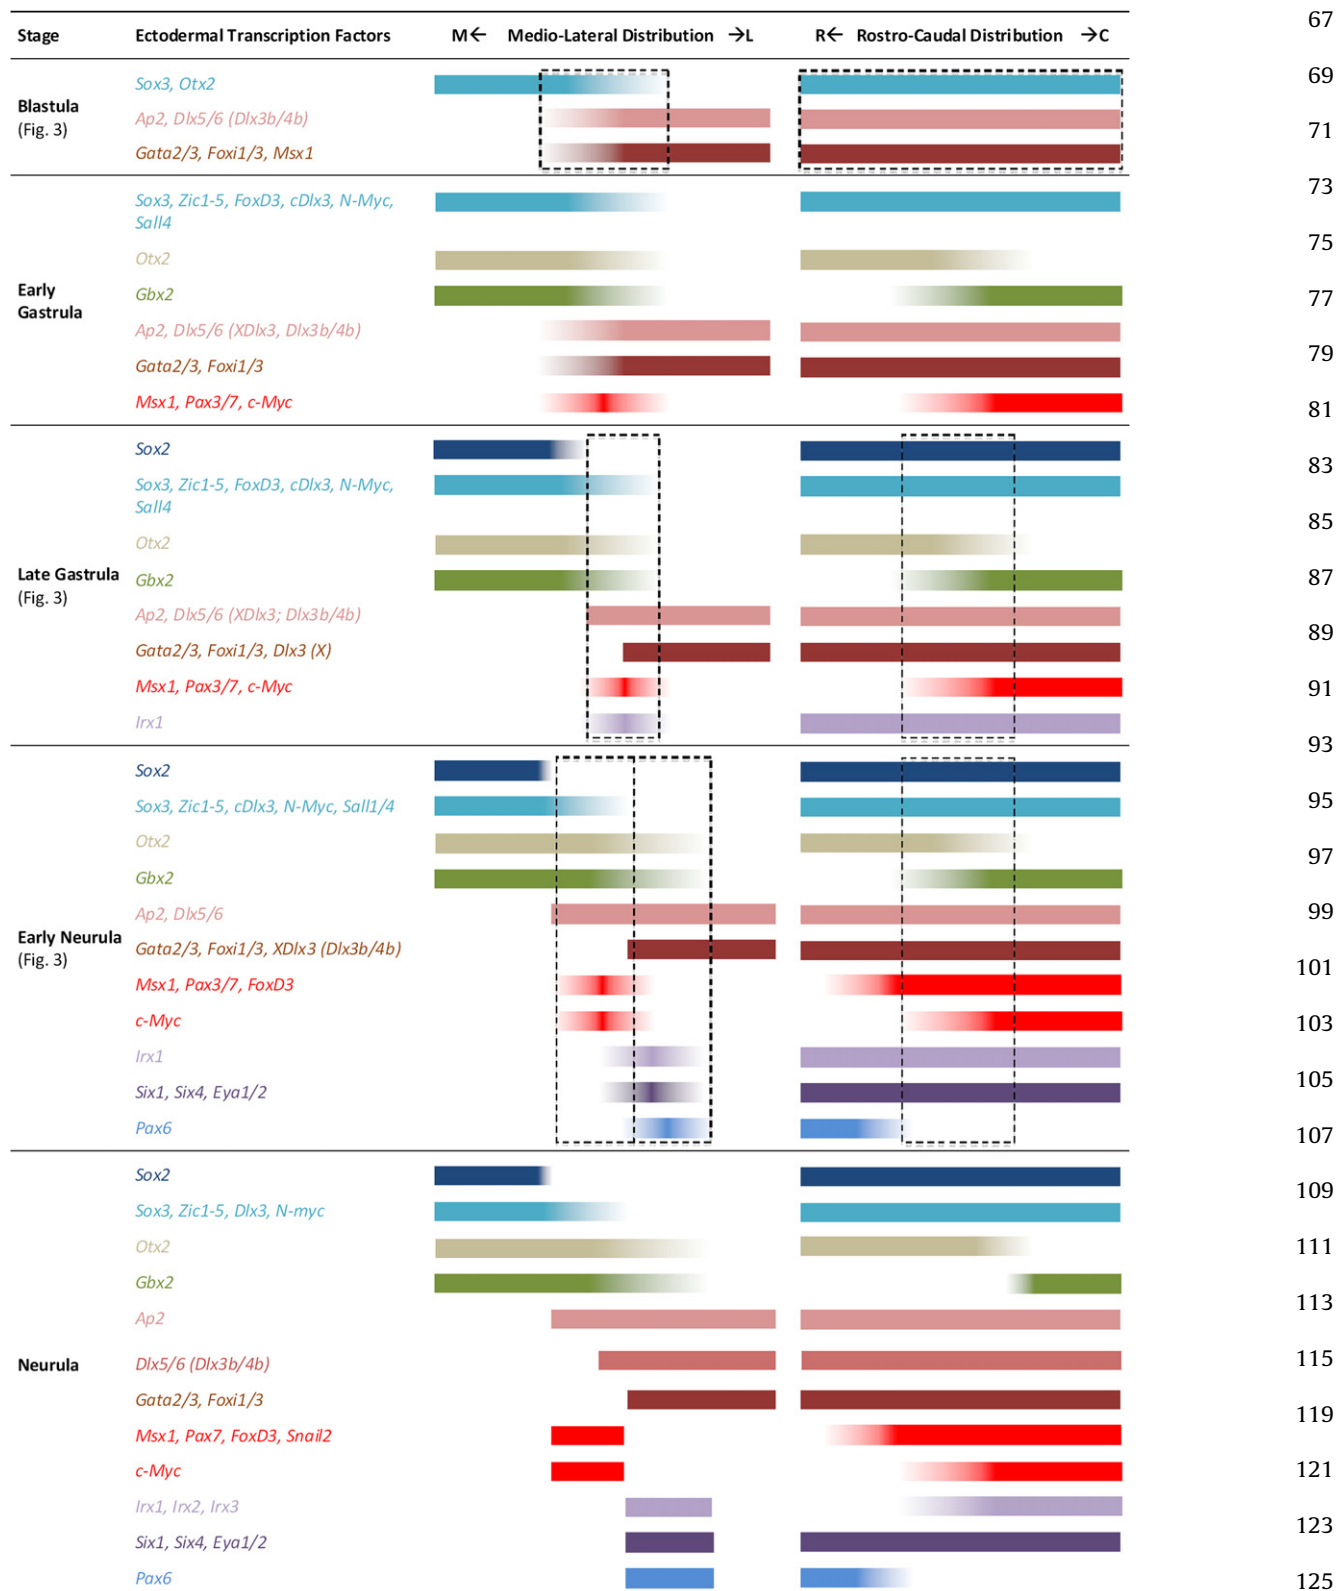 67
Stage Ectodermal Transcription Factors M← Medio-Lateral Distribution →L R← Rostro-Caudal Distribution →C
69
Sox3, Otx2
Blastula
(Fig. 3)
Ap2, Dlx5/6 (Dlx3b/4b)
71
Gata2/3, Foxi1/3, Msx1
73
Sox3, Zic1-5, FoxD3, cDlx3, N-Myc,
Sall4
75
Otx2
Early
Gastrula
Gbx2
77
Ap2, Dlx5/6 (XDlx3, Dlx3b/4b)
79
Gata2/3, Foxi1/3
Msx1, Pax3/7, c-Myc
81
Sox2
83
Sox3, Zic1-5, FoxD3, cDlx3, N-Myc,
Sall4
85
Otx2
Late Gastrula
(Fig. 3)
Gbx2
87
Ap2, Dlx5/6 (XDlx3; Dlx3b/4b)
89
Gata2/3, Foxi1/3, Dlx3 (X)
Msx1, Pax3/7, c-Myc
91
Irx1
93
Sox2
Sox3, Zic1-5, cDlx3, N-Myc, Sall1/4
95
Otx2
97
Gbx2
Ap2, Dlx5/6
99
Early Neurula
(Fig. 3)
Gata2/3, Foxi1/3, XDlx3 (Dlx3b/4b)
101
Msx1, Pax3/7, FoxD3
c-Myc
103
Irx1
105
Six1, Six4, Eya1/2
Pax6
107
Sox2
109
Sox3, Zic1-5, Dlx3, N-myc
Otx2
111
Gbx2
113
Ap2
Neurula
Dlx5/6 (Dlx3b/4b)
115
Gata2/3, Foxi1/3
119
Msx1, Pax7, FoxD3, Snail2
c-Myc
121
Irx1, Irx2, Irx3
123
Six1, Six4, Eya1/2
Pax6
125